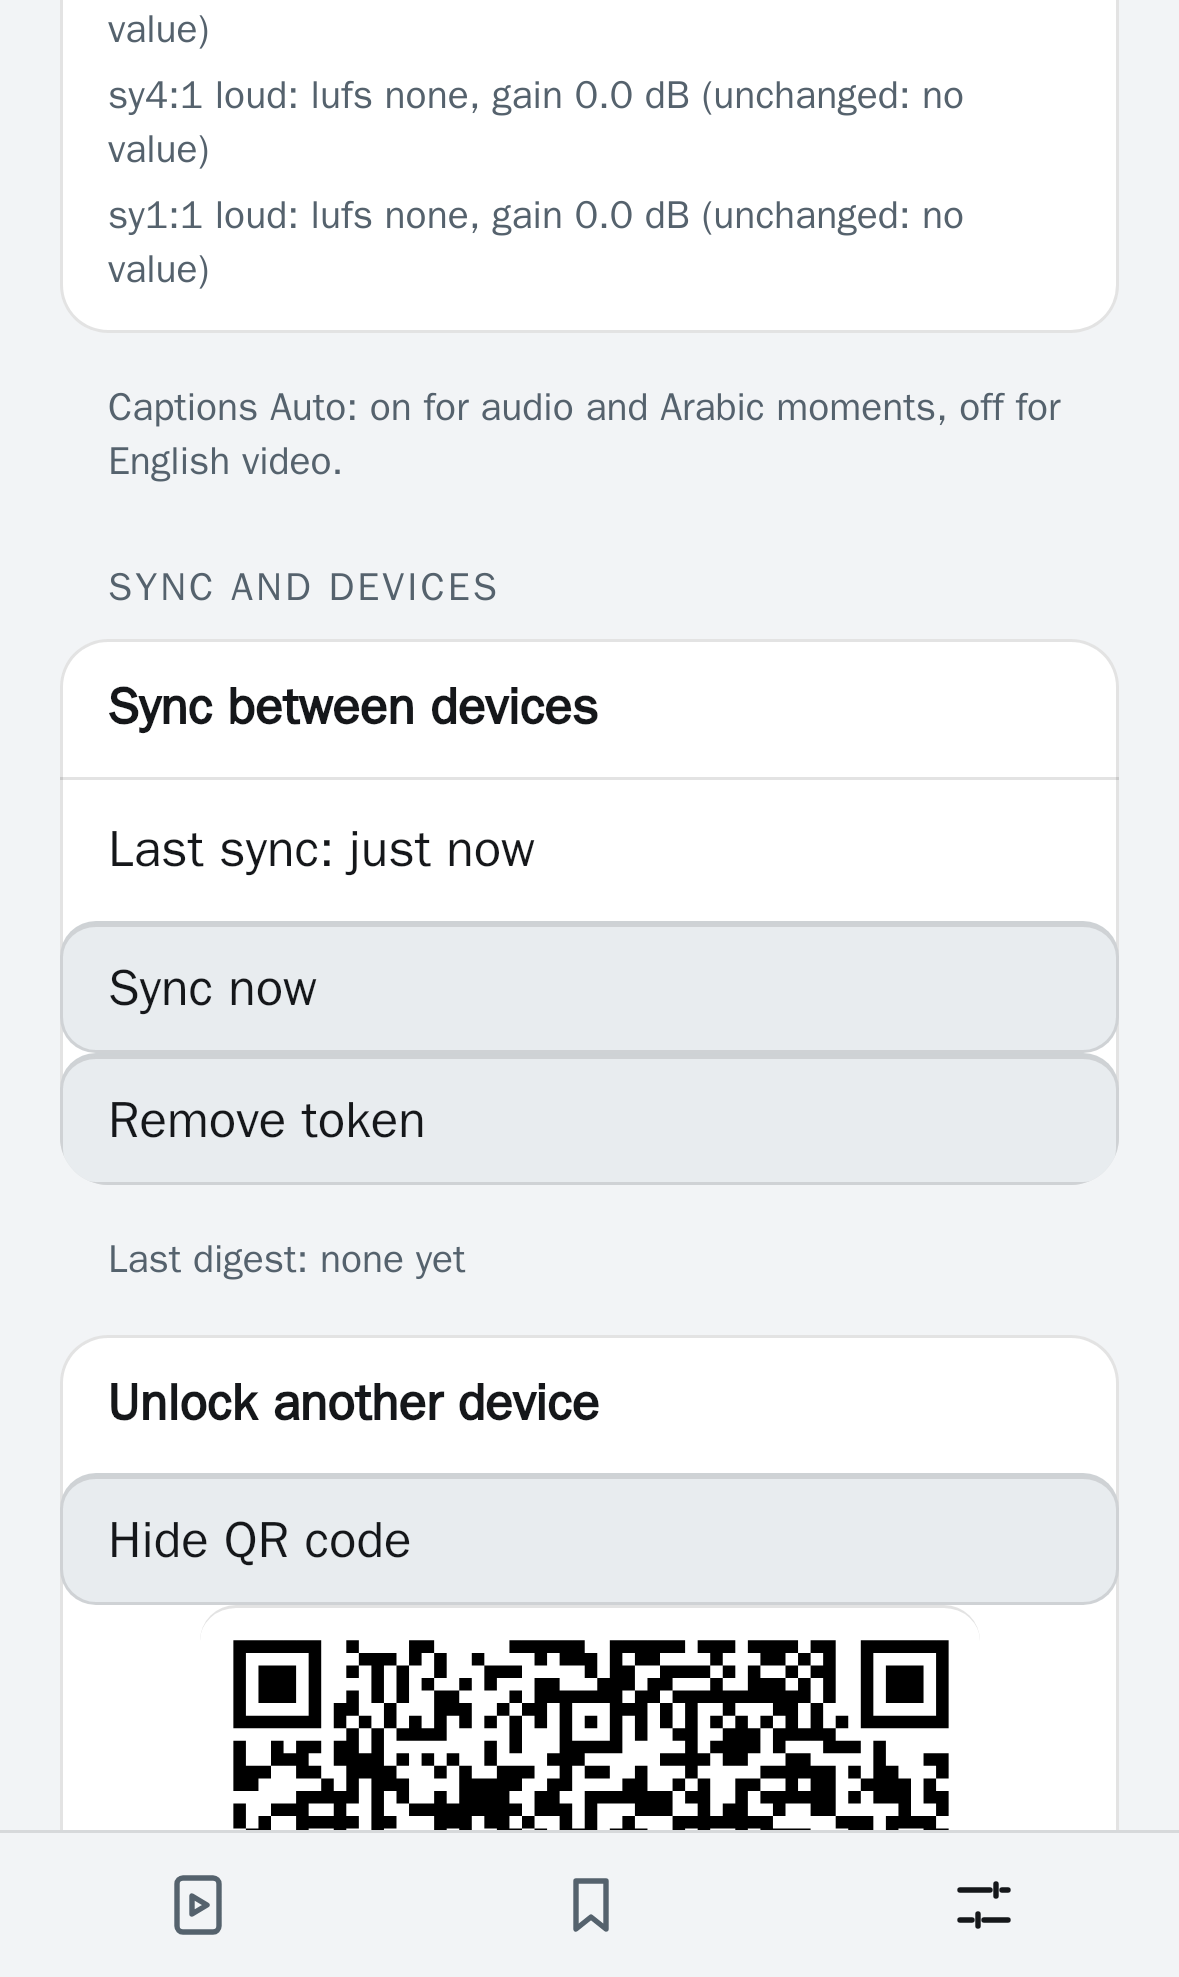 value)
sy4:1 loud: lufs none, gain 0.0 dB (unchanged: no
value)
sy1:1 loud: lufs none, gain 0.0 dB (unchanged: no
value)
Captions Auto: on for audio and Arabic moments, off for
English video.
SYNC AND DEVICES
Sync between devices
Last sync: just now
Sync now
Remove token
Last digest: none yet
Unlock another device
Hide QR code